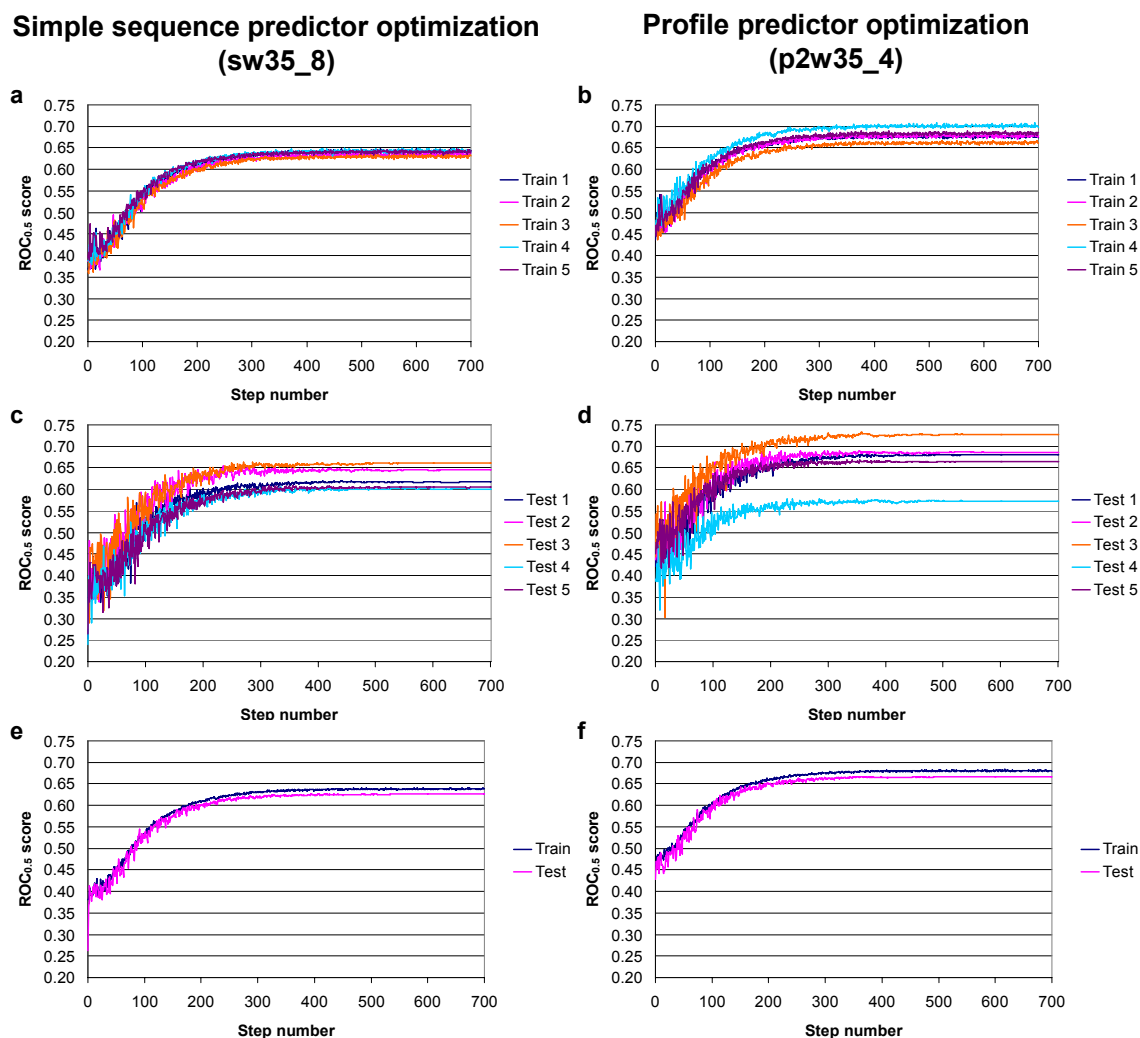 Simple sequence predictor optimization
(sw35_8)
Profile predictor optimization
(p2w35_4)
a
0.75
0.70
0.65
0.60
0.55
0.50
0.45
0.40
0.35
0.30
0.25
0.20
ROC0.5 score
0 100 200 300 400 500 600 700
Step number
Train 1
Train 2
Train 3
Train 4
Train 5
b
0.75
0.70
0.65
0.60
0.55
0.50
0.45
0.40
0.35
0.30
0.25
0.20
ROC0.5 score
0 100 200 300 400 500 600 700
Step number
Train 1
Train 2
Train 3
Train 4
Train 5
c
0.75
0.70
0.65
0.60
0.55
0.50
0.45
0.40
0.35
0.30
0.25
0.20
ROC0.5 score
0 100 200 300 400 500 600 700
Step number
Test 1
Test 2
Test 3
Test 4
Test 5
d
0.75
0.70
0.65
0.60
0.55
0.50
0.45
0.40
0.35
0.30
0.25
0.20
ROC0.5 score
0 100 200 300 400 500 600 700
Step number
Test 1
Test 2
Test 3
Test 4
Test 5
e
0.75
0.70
0.65
0.60
0.55
0.50
0.45
0.40
0.35
0.30
0.25
0.20
ROC0.5 score
0 100 200 300 400 500 600 700
Step number
Train
Test
f
0.75
0.70
0.65
0.60
0.55
0.50
0.45
0.40
0.35
0.30
0.25
0.20
ROC0.5 score
0 100 200 300 400 500 600 700
Step number
Train
Test